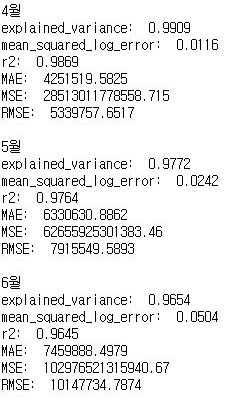 4월
explained_variance:  0.9909
mean_squared_log_error:  0.0116
r2:  0.9869
MAE:  4251519.5825
MSE:  28513011778558.715
RMSE:  5339757.6517
5월
explained_variance:  0.9772
mean_squared_log_error:  0.0242
r2:  0.9764
MAE:  6330630.8862
MSE:  62655925301383.46
RMSE:  7915549.5893
6월
explained_variance:  0.9654
mean_squared_log_error:  0.0504
r2:  0.9645
MAE:  7459888.4979
MSE:  102976521315940.67
RMSE:  10147734.7874